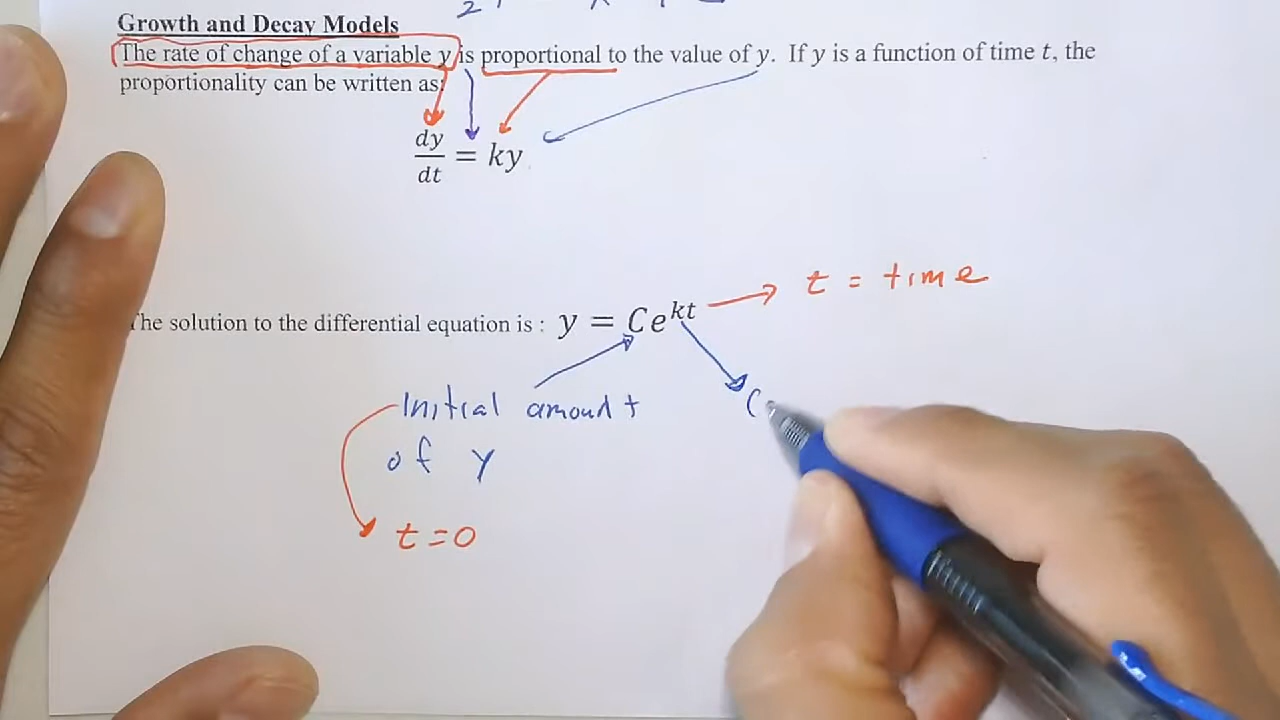 Growth and Decay Models
The rate of change of a variable y is proportional to the value of y. If y is a function of time t, the
proportionality can be written as:
dy/dt = ky
The solution to the differential equation is : y = Ce^{kt}
t = time
Initial amount
of y
t = 0